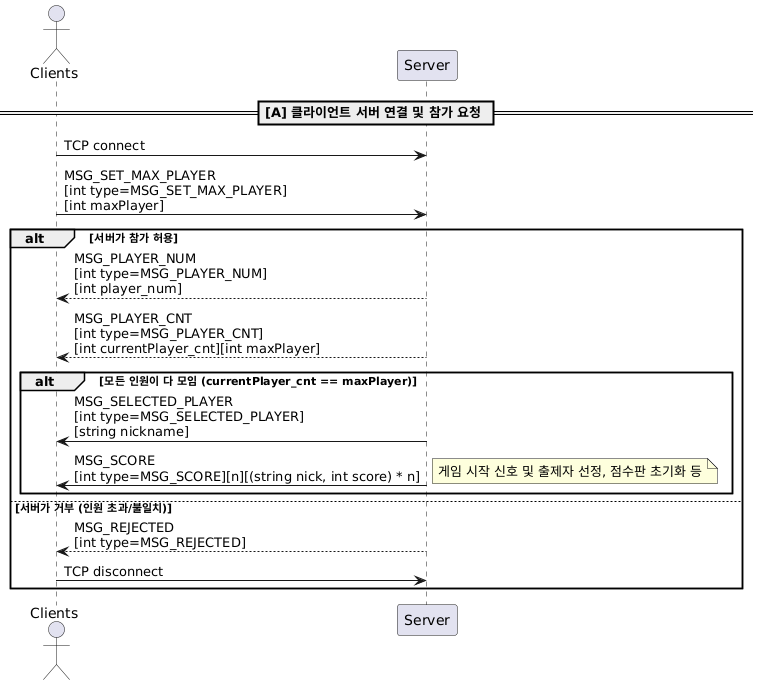 Clients
Server
[A] 클라이언트 서버 연결 및 참가 요청
TCP connect
MSG_SET_MAX_PLAYER
[int type=MSG_SET_MAX_PLAYER]
[int maxPlayer]
alt [서버가 참가 허용]
MSG_PLAYER_NUM
[int type=MSG_PLAYER_NUM]
[int player_num]
MSG_PLAYER_CNT
[int type=MSG_PLAYER_CNT]
[int currentPlayer_cnt][int maxPlayer]
alt [모든 인원이 다 모임 (currentPlayer_cnt == maxPlayer)]
MSG_SELECTED_PLAYER
[int type=MSG_SELECTED_PLAYER]
[string nickname]
MSG_SCORE
[int type=MSG_SCORE][n][(string nick, int score) * n]
게임 시작 신호 및 출제자 선정, 점수판 초기화 등
[서버가 거부 (인원 초과/불일치)]
MSG_REJECTED
[int type=MSG_REJECTED]
TCP disconnect
Clients
Server